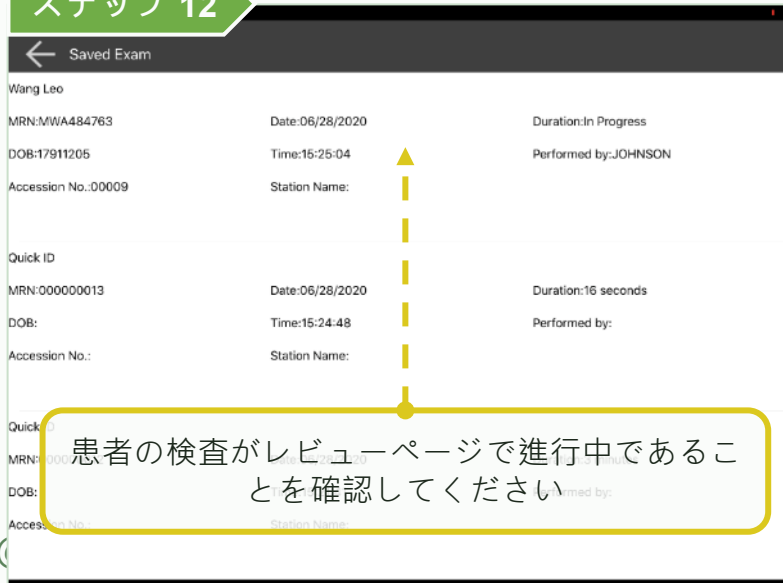 ステップ 12
Saved Exam
Wang Leo
MRN:MWA484763 Date:06/28/2020 Duration:In Progress
DOB:17911205 Time:15:25:04 Performed by:JOHNSON
Accession No.:00009 Station Name:
Quick ID
MRN:000000013 Date:06/28/2020 Duration:16 seconds
DOB: Time:15:24:48 Performed by:
Accession No.: Station Name:
Quick
患者の検査がレビューページで進行中であるこ
とを確認してください
MRN:
DOB: Performed by:
Accession No.: Station Name: